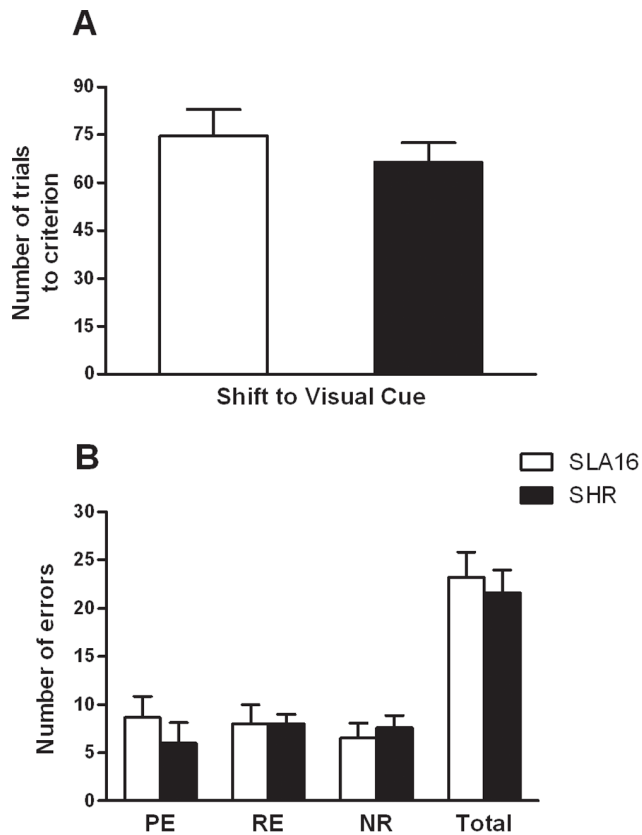 A
90
75
60
45
30
15
0
Number of trials
to criterion
Shift to Visual Cue
B
SLA16
SHR
30
25
20
15
10
5
0
Number of errors
PE RE NR Total